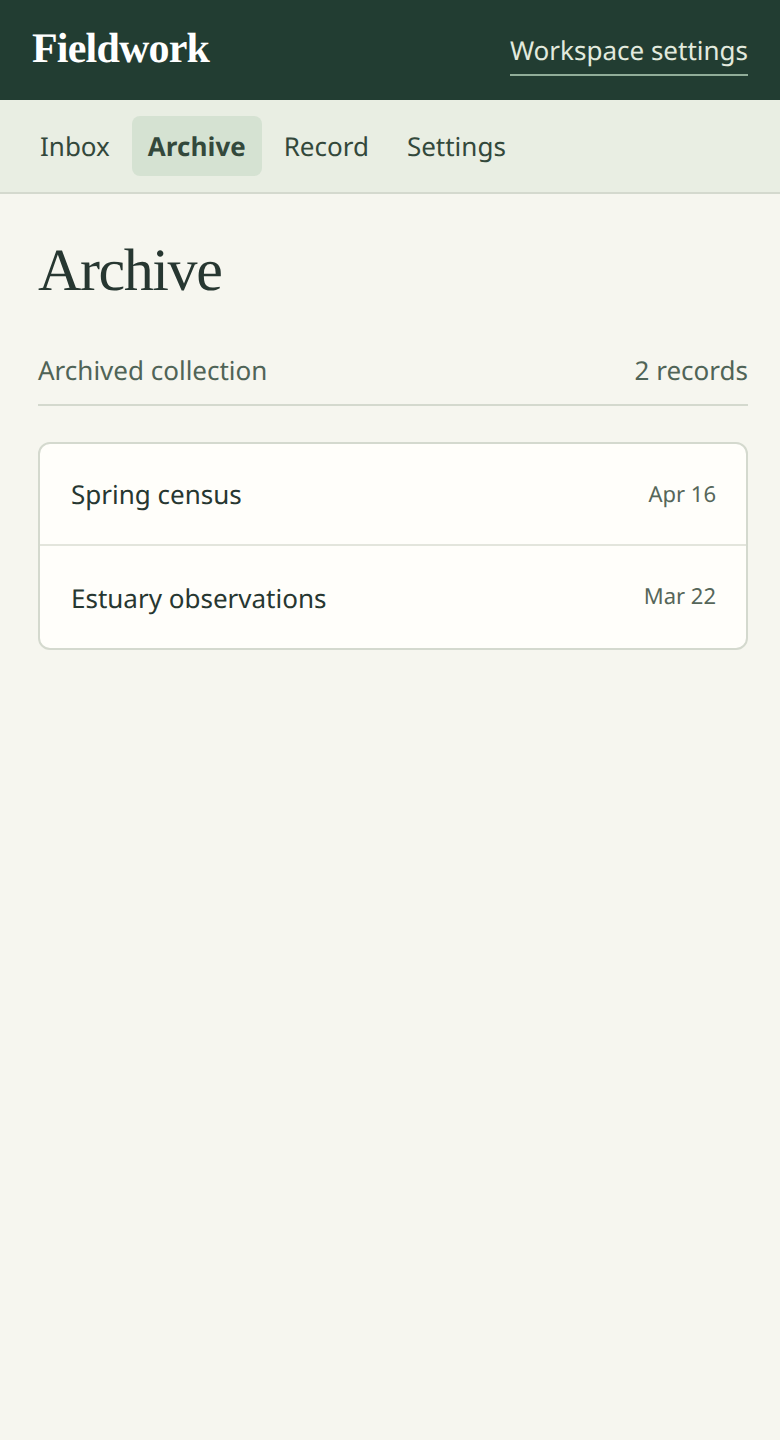 Fieldwork
Workspace settings
Inbox Archive Record Settings
Archive
Archived collection 2 records
Spring census Apr 16
Estuary observations Mar 22